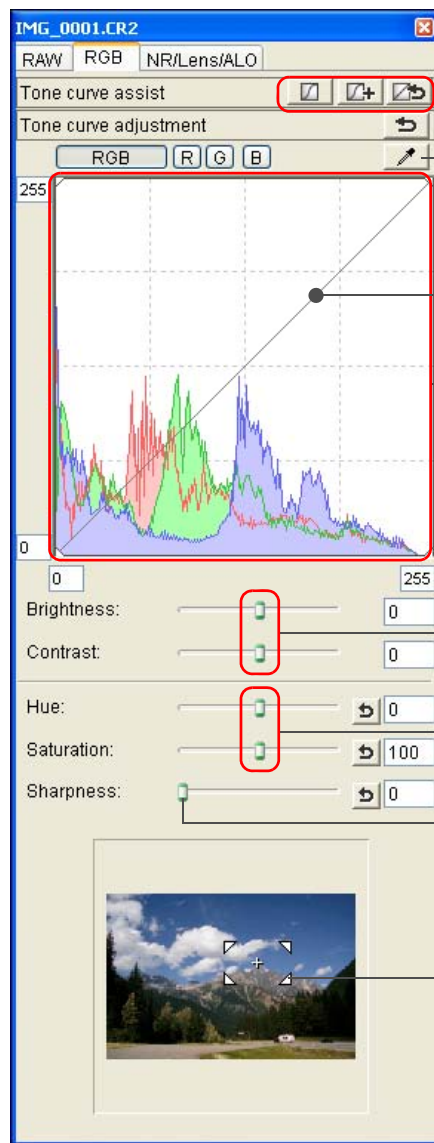 IMG_0001.CR2
RAW RGB NR/Lens/ALO
Tone curve assist
Tone curve adjustment
RGB R G B
255
0
0 255
Brightness: 0
Contrast: 0
Hue: 0
Saturation: 100
Sharpness: 0